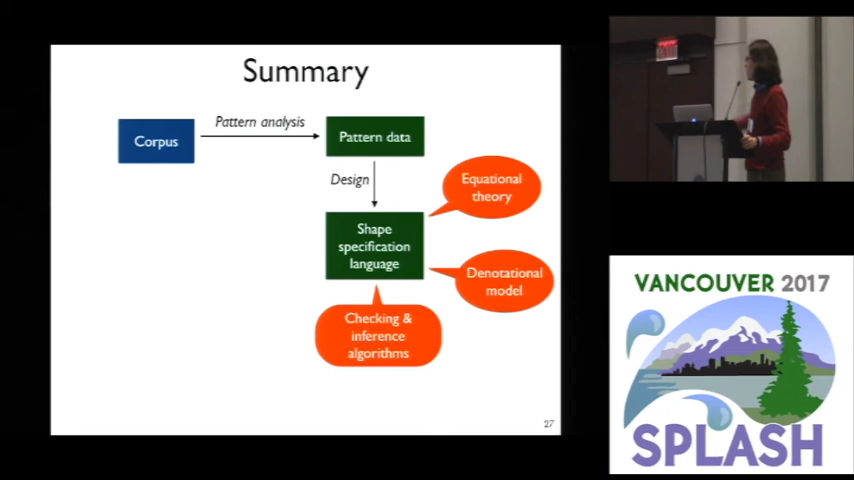 Summary
Corpus
Pattern analysis
Pattern data
Design
Equational
theory
Shape
specification
language
Denotational
model
Checking &
inference
algorithms
27
VANCOUVER 2017
SPLASH